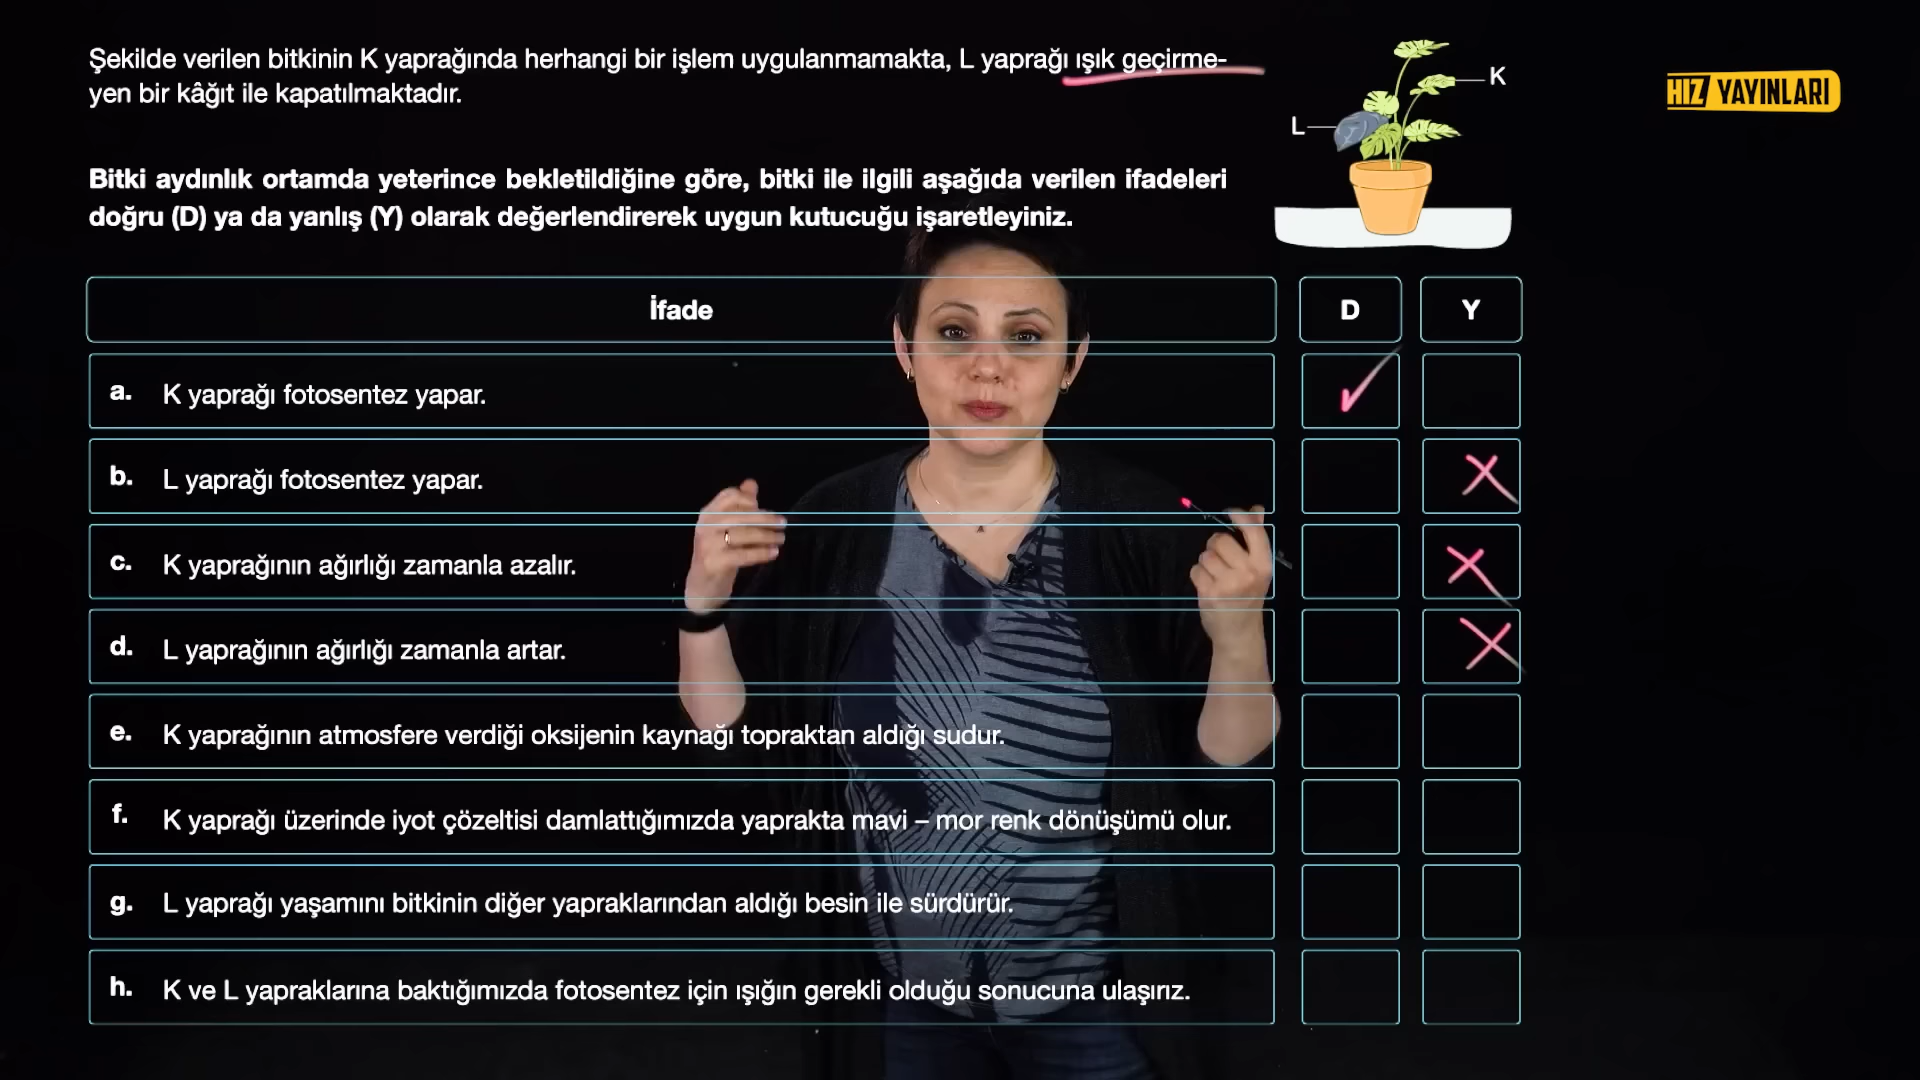 Şekilde verilen bitkinin K yaprağında herhangi bir işlem uygulanmamakta, L yaprağı ışık geçirme-
yen bir kâğıt ile kapatılmaktadır.
K
L
HIZ YAYINLARI
Bitki aydınlık ortamda yeterince bekletildiğine göre, bitki ile ilgili aşağıda verilen ifadeleri
doğru (D) ya da yanlış (Y) olarak değerlendirerek uygun kutucuğu işaretleyiniz.
İfade D Y
a. K yaprağı fotosentez yapar.
b. L yaprağı fotosentez yapar.
c. K yaprağının ağırlığı zamanla azalır.
d. L yaprağının ağırlığı zamanla artar.
e. K yaprağının atmosfere verdiği oksijenin kaynağı topraktan aldığı sudur.
f. K yaprağı üzerinde iyot çözeltisi damlattığımızda yaprakta mavi – mor renk dönüşümü olur.
g. L yaprağı yaşamını bitkinin diğer yapraklarından aldığı besin ile sürdürür.
h. K ve L yapraklarına baktığımızda fotosentez için ışığın gerekli olduğu sonucuna ulaşırız.